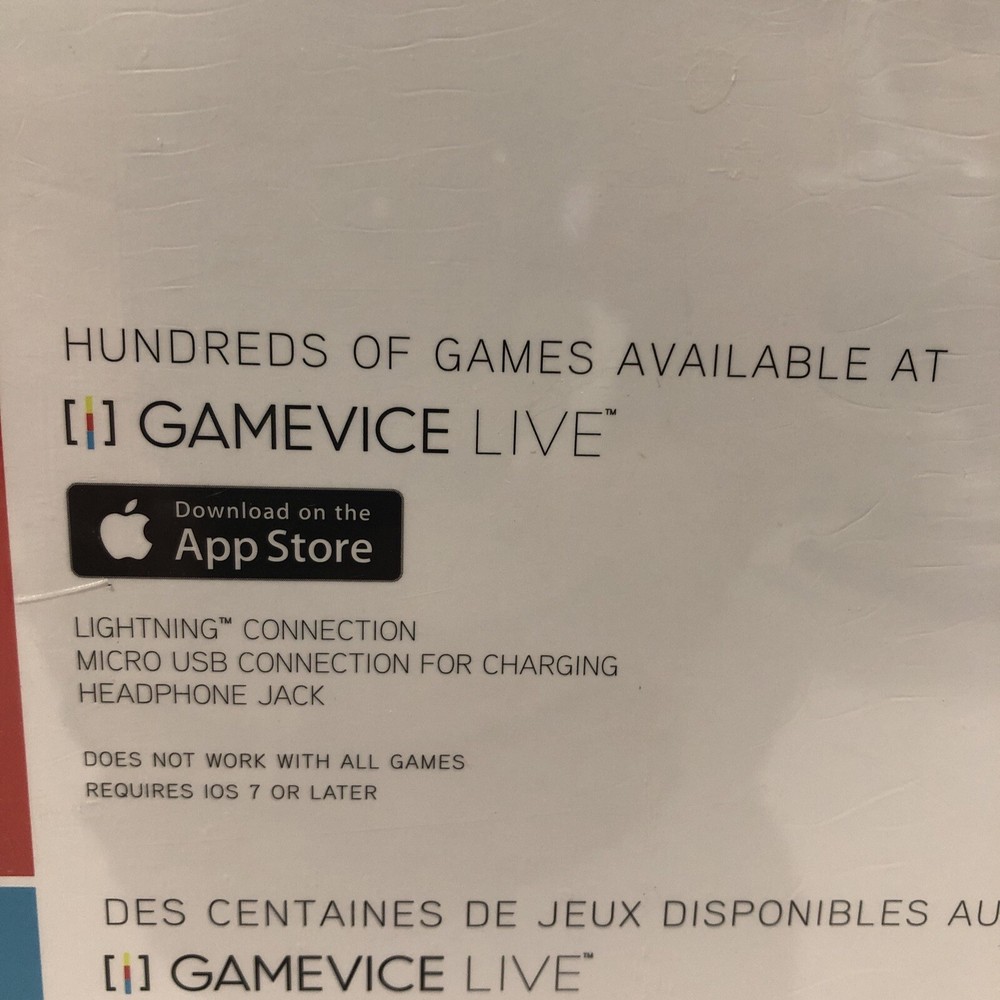 HUNDREDS OF GAMES AVAILABLE AT
[¦] GAMEVICE LIVE™
Download on the
App Store
LIGHTNING™ CONNECTION
MICRO USB CONNECTION FOR CHARGING
HEADPHONE JACK
DOES NOT WORK WITH ALL GAMES
REQUIRES IOS 7 OR LATER
DES CENTAINES DE JEUX DISPONIBLES AU
[¦] GAMEVICE LIVE™